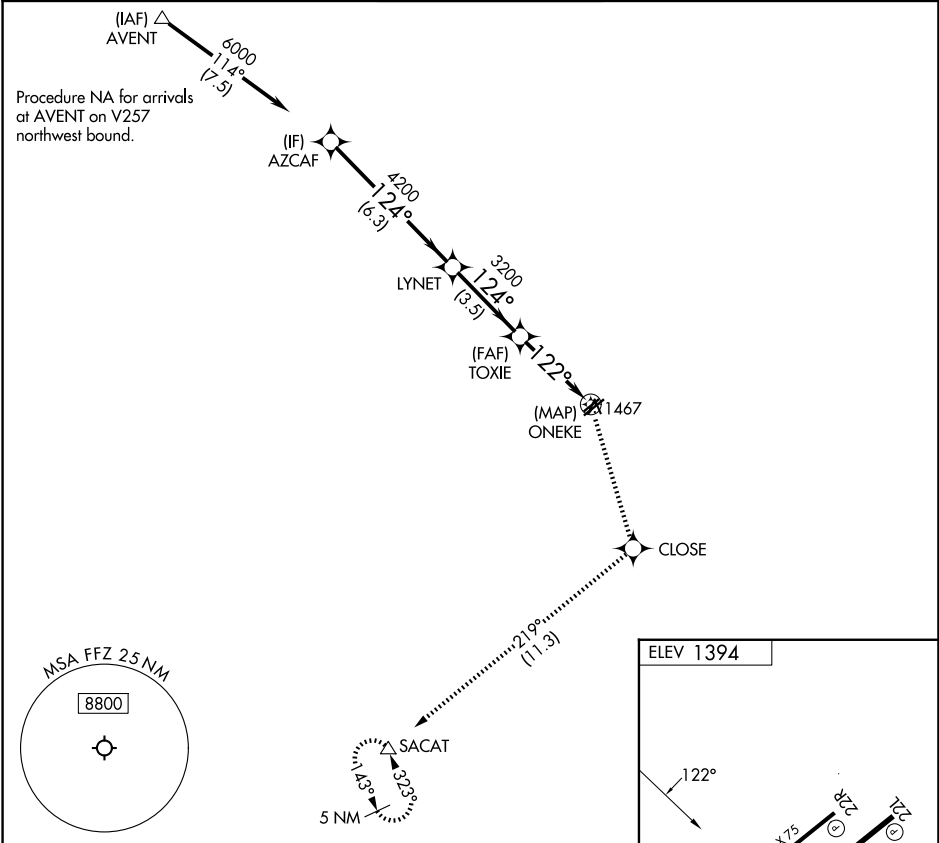 (IAF)
AVENT
6000
114°
(7.5)
Procedure NA for arrivals
at AVENT on V257
northwest bound.
(IF)
AZCAF
4200
124°
(6.3)
LYNET
3200
124°
(3.5)
(FAF)
TOXIE
122°
(MAP)
ONEKE
1467
CLOSE
219°
(11.3)
MSA FFZ 25 NM
8800
SACAT
143°
323°
5 NM
ELEV 1394
122°
22R
22L
P
P
X 75